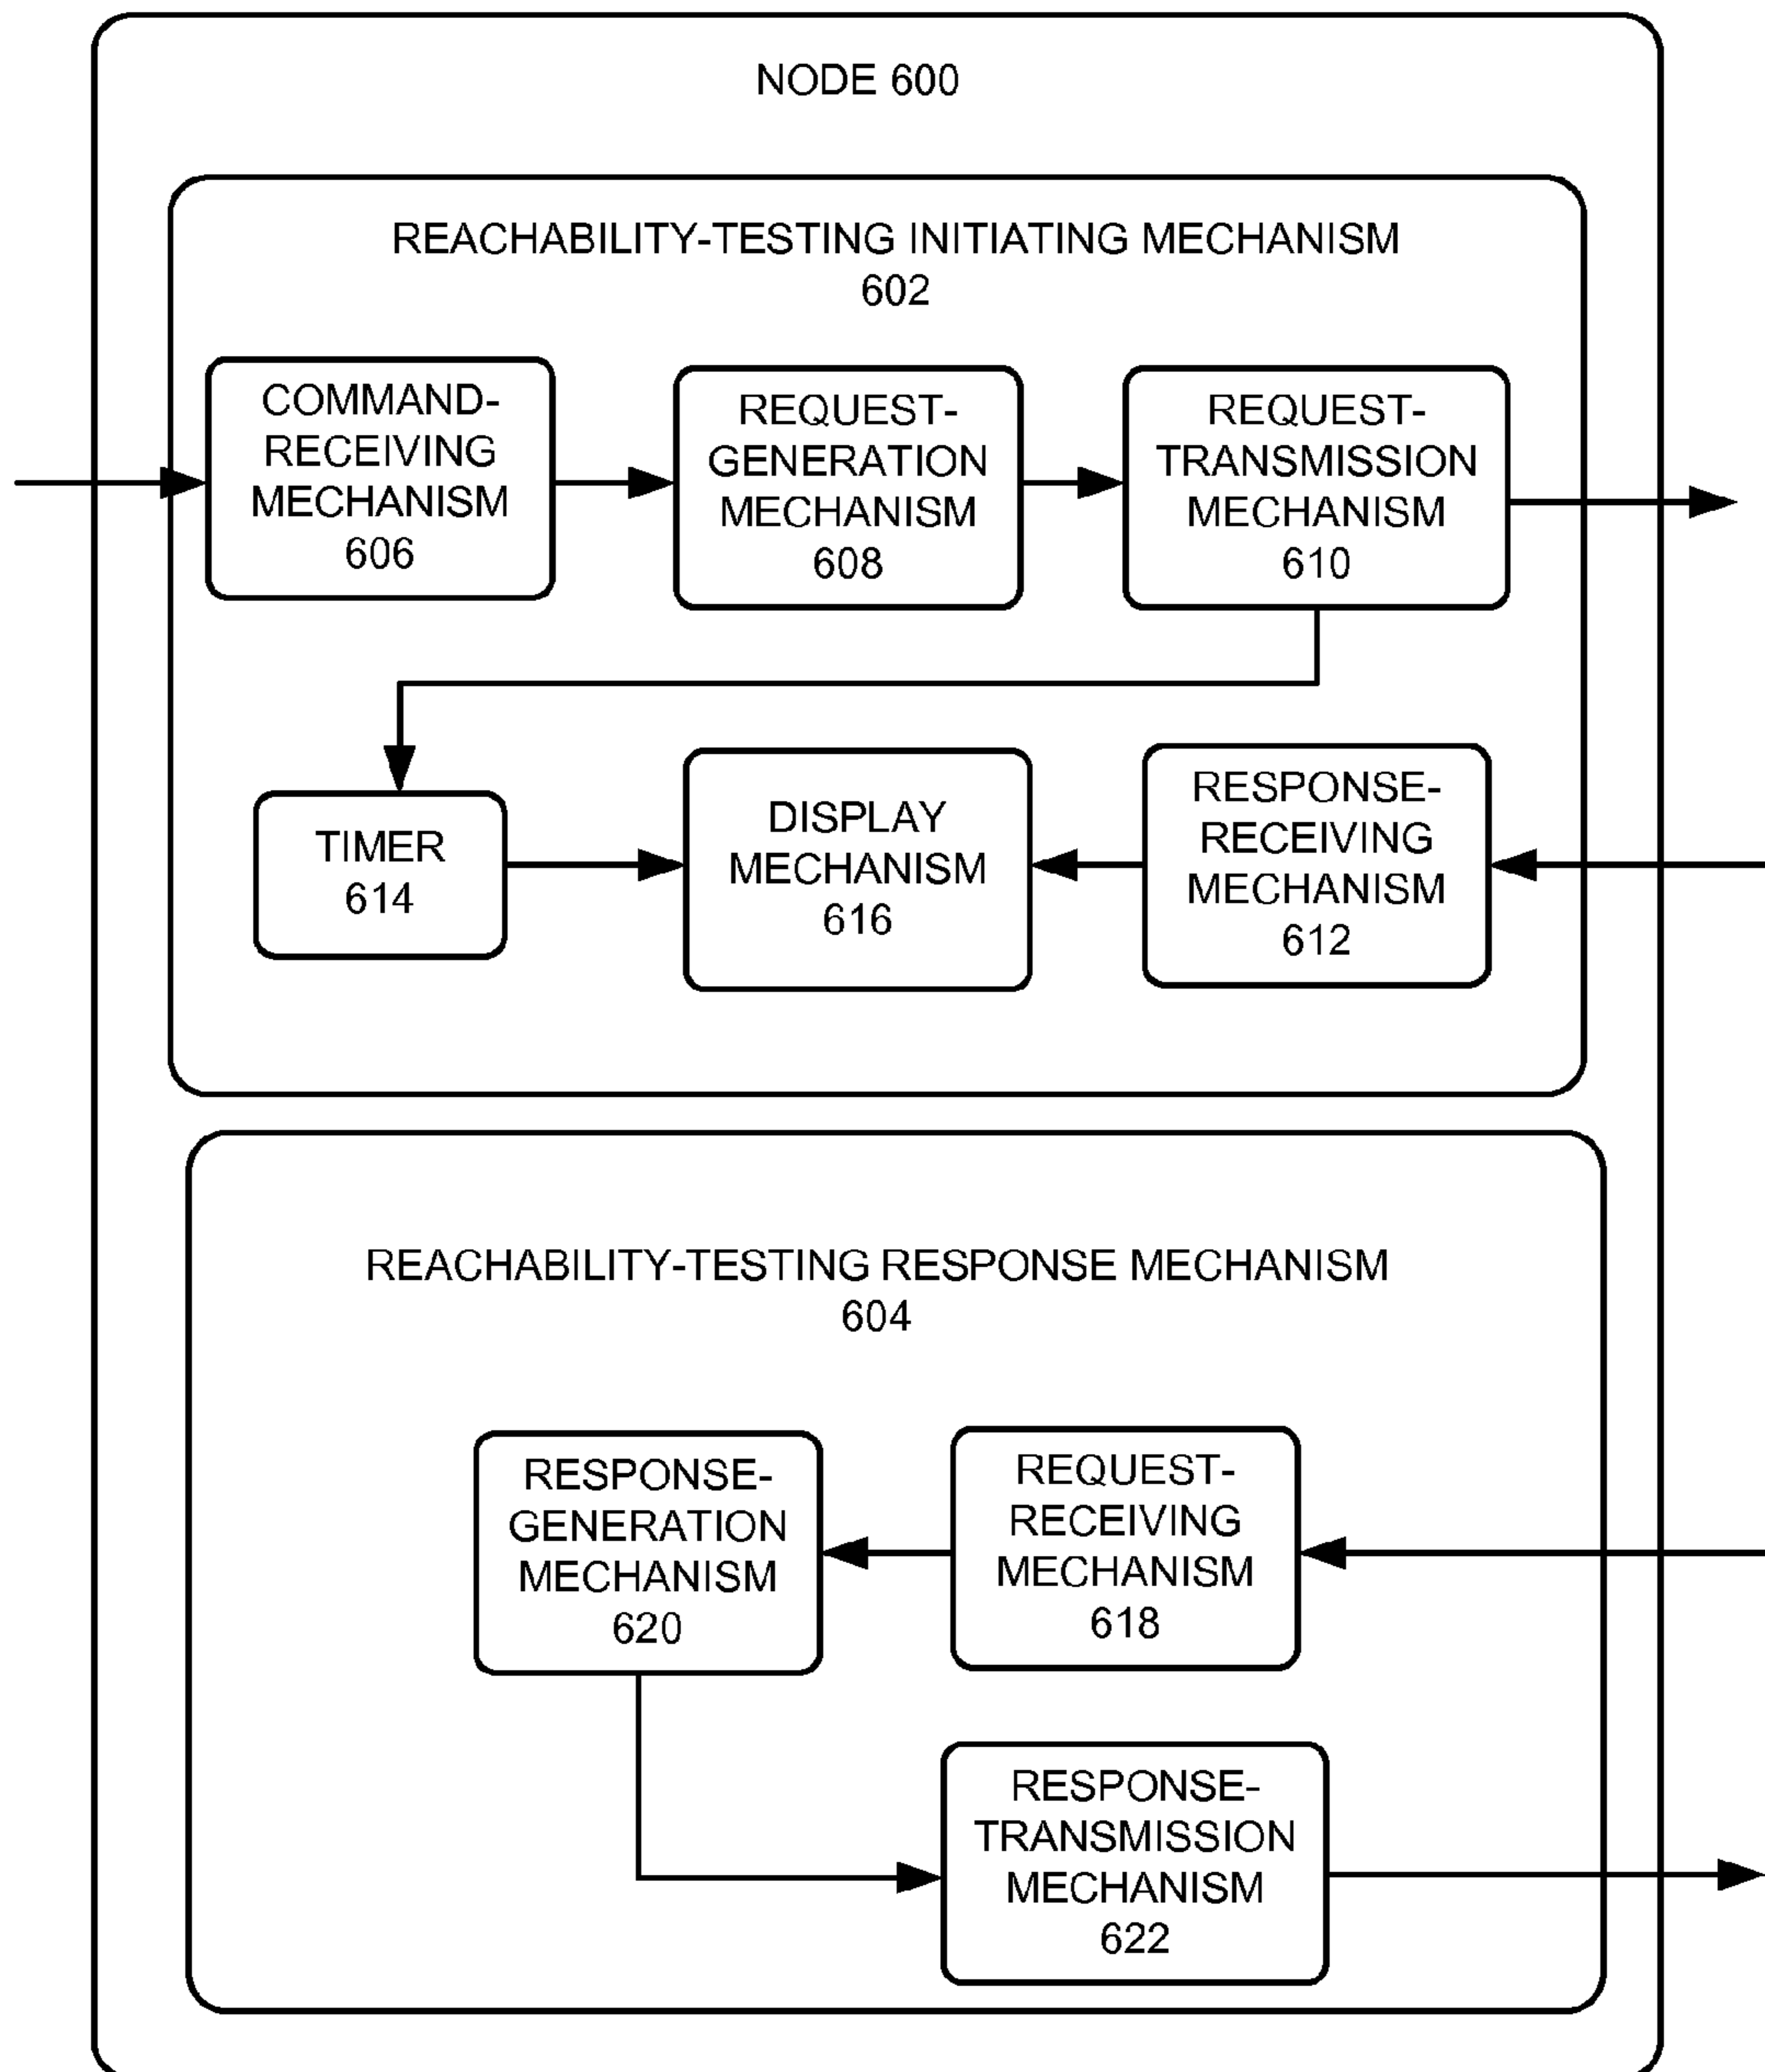 NODE 600
REACHABILITY-TESTING INITIATING MECHANISM
602
COMMAND-
RECEIVING
MECHANISM
606
REQUEST-
GENERATION
MECHANISM
608
REQUEST-
TRANSMISSION
MECHANISM
610
TIMER
614
DISPLAY
MECHANISM
616
RESPONSE-
RECEIVING
MECHANISM
612
REACHABILITY-TESTING RESPONSE MECHANISM
604
RESPONSE-
GENERATION
MECHANISM
620
REQUEST-
RECEIVING
MECHANISM
618
RESPONSE-
TRANSMISSION
MECHANISM
622